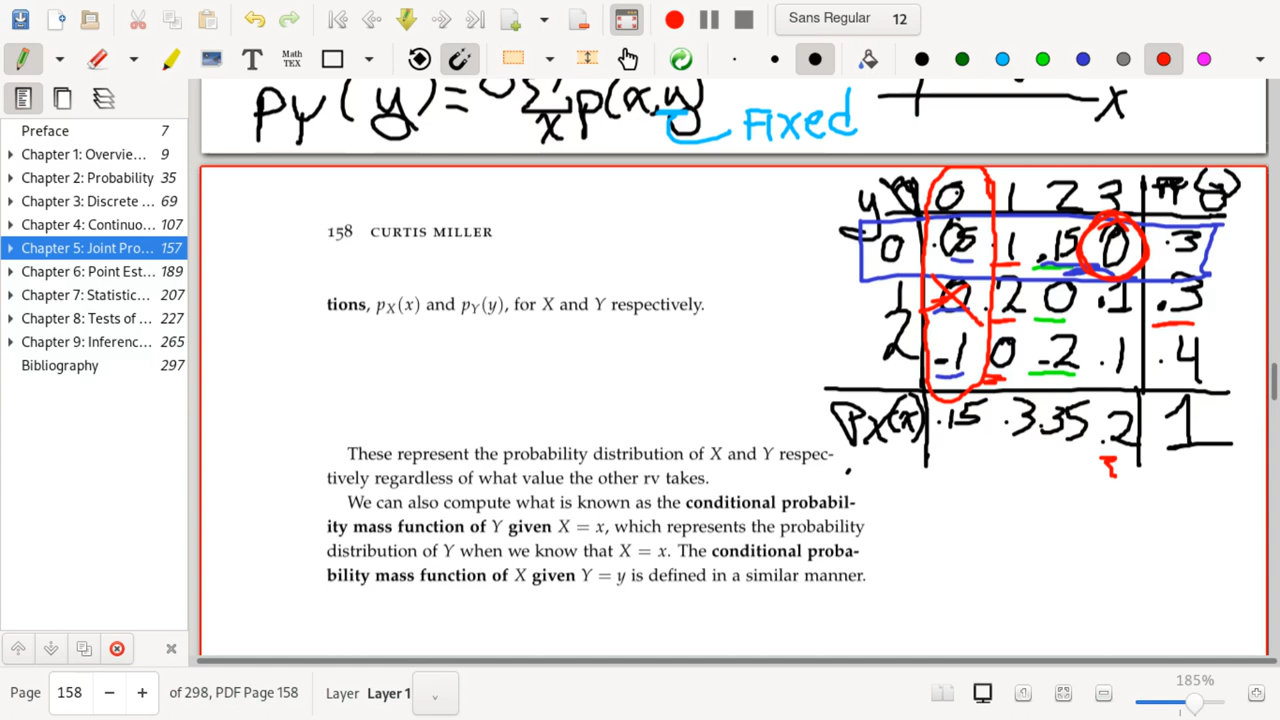 Sans Regular 12
T Math TEX
Preface 7
Chapter 1: Overvie... 9
Chapter 2: Probability 35
Chapter 3: Discrete ... 69
Chapter 4: Continuo... 107
Chapter 5: Joint Pro... 157
Chapter 6: Point Est... 189
Chapter 7: Statistic... 207
Chapter 8: Tests of ... 227
Chapter 9: Inferenc... 265
Bibliography 297
PY(y) = Σ x p(x,y)
Fixed
X
158 CURTIS MILLER
tions, pX(x) and pY(y), for X and Y respectively.
These represent the probability distribution of X and Y respec-
tively regardless of what value the other rv takes.
We can also compute what is known as the conditional probabil-
ity mass function of Y given X = x, which represents the probability
distribution of Y when we know that X = x. The conditional proba-
bility mass function of X given Y = y is defined in a similar manner.
y 0 1 2 3
0 .05 .1 .15 0 .3
1 0 .2 0 .1 .3
2 .1 0 .2 .1 .4
PX(x) .15 .3 .35 .2 1
Page 158 of 298, PDF Page 158
Layer Layer 1
185%